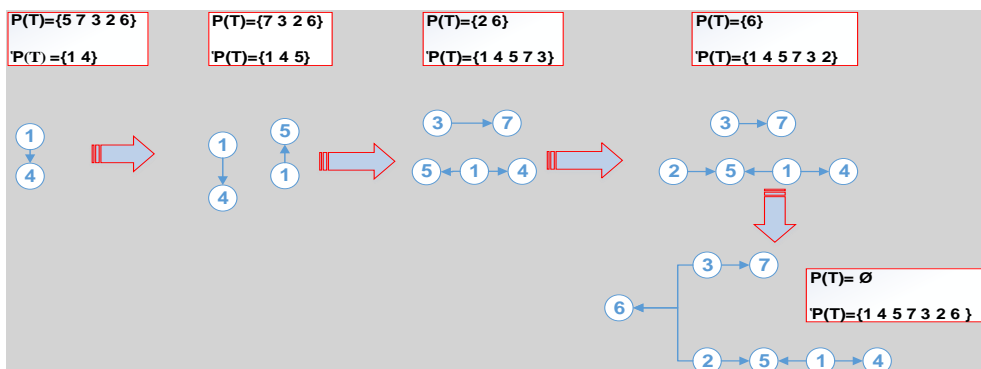 P(T)={5 7 3 2 6}
'P(T) ={1 4}
P(T)={7 3 2 6}
'P(T)={1 4 5}
P(T)={2 6}
'P(T)={1 4 5 7 3}
P(T)={6}
'P(T)={1 4 5 7 3 2}
1
4
1
4
5
1
3 7
5 1 4
3 7
2 5 1 4
3 7
6
2 5 1 4
P(T)= Ø
'P(T)={1 4 5 7 3 2 6 }